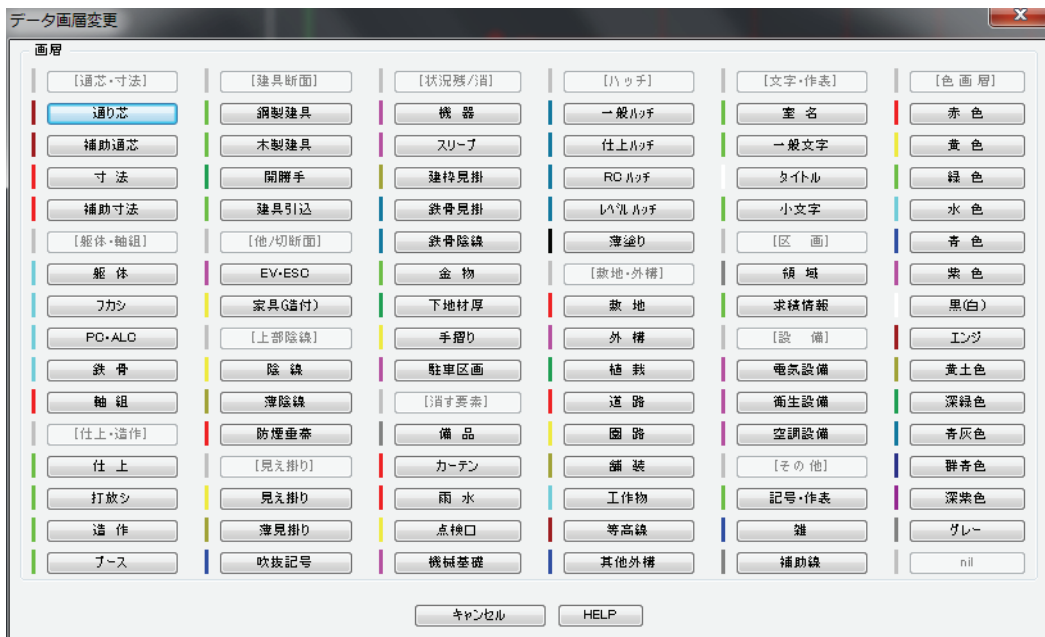 データ画層変更
X
画層
[通芯・寸法] [建具断面] [状況残/消] [ハッチ] [文字・作表] [色画層]
通り芯 鋼製建具 機器 一般ハッチ 室名 赤色
補助通芯 木製建具 スリーブ 仕上ハッチ 一般文字 黄色
寸法 開勝手 建枠見掛 RCハッチ タイトル 緑色
補助寸法 建具引込 鉄骨見掛 レベルハッチ 小文字 水色
[躯体・軸組] [他/切断面] 鉄骨陰線 薄塗り [区 画] 青色
躯体 EV・ESC 金物 [敷地・外構] 領域 紫色
フカシ 家具(造付) 下地材厚 敷地 求積情報 黒(白)
PC・ALC [上部陰線] 手摺り 外構 [設 備] エンジ
鉄骨 陰線 駐車区画 植栽 電気設備 黄土色
軸組 薄陰線 [消す要素] 道路 衛生設備 深緑色
[仕上・造作] 防煙垂幕 備品 園路 空調設備 青灰色
仕上 [見え掛り] カーテン 舗装 [その他] 群青色
打放シ 見え掛り 雨水 工作物 記号・作表 深紫色
造作 薄見掛り 点検口 等高線 雑 グレー
ブース 吹抜記号 機械基礎 其他外構 補助線 nil
キャンセル HELP